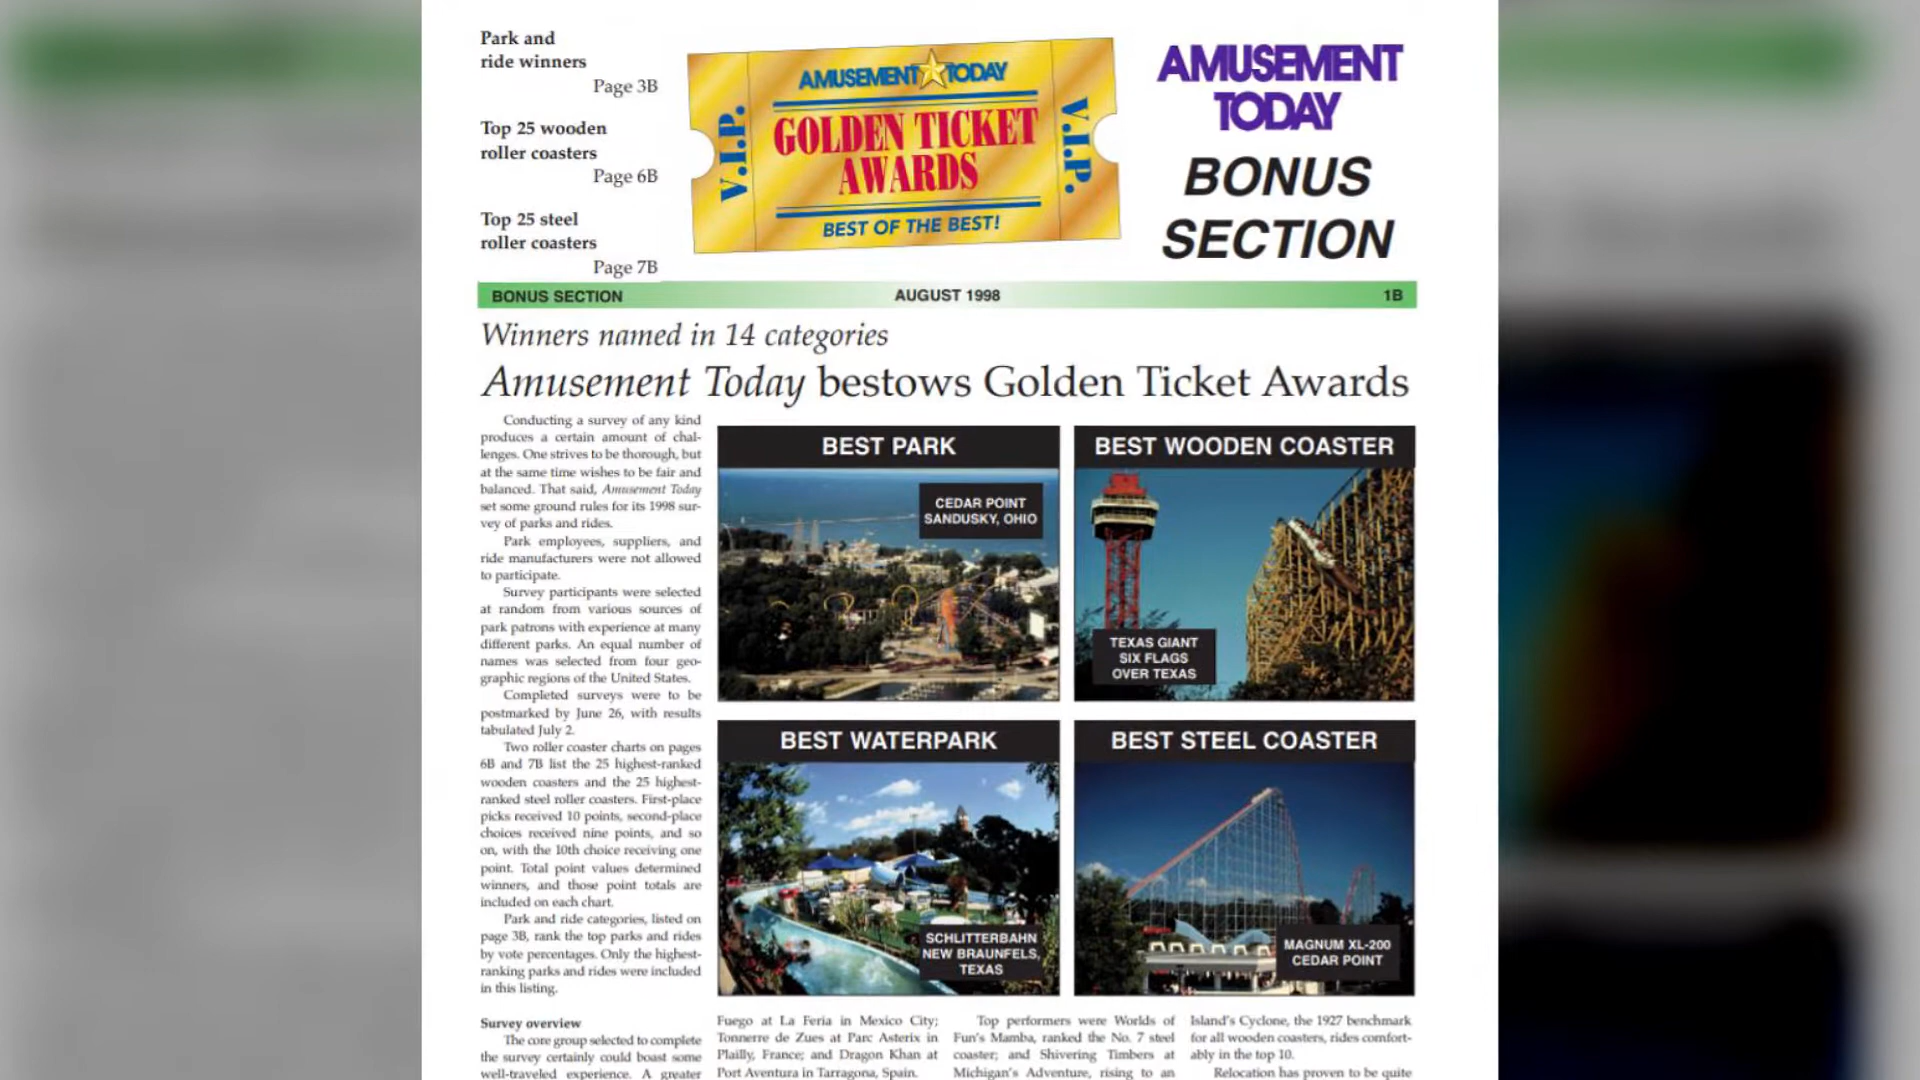 Park and
ride winners
Page 3B
Top 25 wooden
roller coasters
Page 6B
Top 25 steel
roller coasters
Page 7B
AMUSEMENT TODAY
GOLDEN TICKET
AWARDS
BEST OF THE BEST!
V.I.P.
V.I.P.
AMUSEMENT
TODAY
BONUS
SECTION
BONUS SECTION AUGUST 1998 1B
Winners named in 14 categories
Amusement Today bestows Golden Ticket Awards
Conducting a survey of any kind
produces a certain amount of chal-
lenges. One strives to be thorough, but
at the same time wishes to be fair and
balanced. That said, Amusement Today
set some ground rules for its 1998 sur-
vey of parks and rides.
Park employees, suppliers, and
ride manufacturers were not allowed
to participate.
Survey participants were selected
at random from various sources of
park patrons with experience at many
different parks. An equal number of
names was selected from four geo-
graphic regions of the United States.
Completed surveys were to be
postmarked by June 26, with results
tabulated July 2.
Two roller coaster charts on pages
6B and 7B list the 25 highest-ranked
wooden coasters and the 25 highest-
ranked steel roller coasters. First-place
picks received 10 points, second-place
choices received nine points, and so
on, with the 10th choice receiving one
point. Total point values determined
winners, and those point totals are
included on each chart.
Park and ride categories, listed on
page 3B, rank the top parks and rides
by vote percentages. Only the highest-
ranking parks and rides were included
in this listing.
Survey overview
The core group selected to complete
the survey certainly could boast some
well-traveled experience. A greater
BEST PARK
CEDAR POINT
SANDUSKY, OHIO
BEST WOODEN COASTER
TEXAS GIANT
SIX FLAGS
OVER TEXAS
BEST WATERPARK
SCHLITTERBAHN
NEW BRAUNFELS,
TEXAS
BEST STEEL COASTER
MAGNUM XL-200
CEDAR POINT
Fuego at La Feria in Mexico City;
Tonnerre de Zues at Parc Asterix in
Plailly, France; and Dragon Khan at
Port Aventura in Tarragona, Spain.
Top performers were Worlds of
Fun's Mamba, ranked the No. 7 steel
coaster; and Shivering Timbers at
Michigan's Adventure, rising to an
Island's Cyclone, the 1927 benchmark
for all wooden coasters, rides comfort-
ably in the top 10.
Relocation has proven to be quite